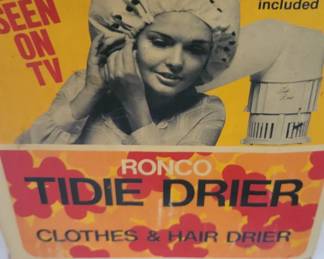 SEEN
ON
TV
included
RONCO
TIDIE DRIER
CLOTHES & HAIR DRIER